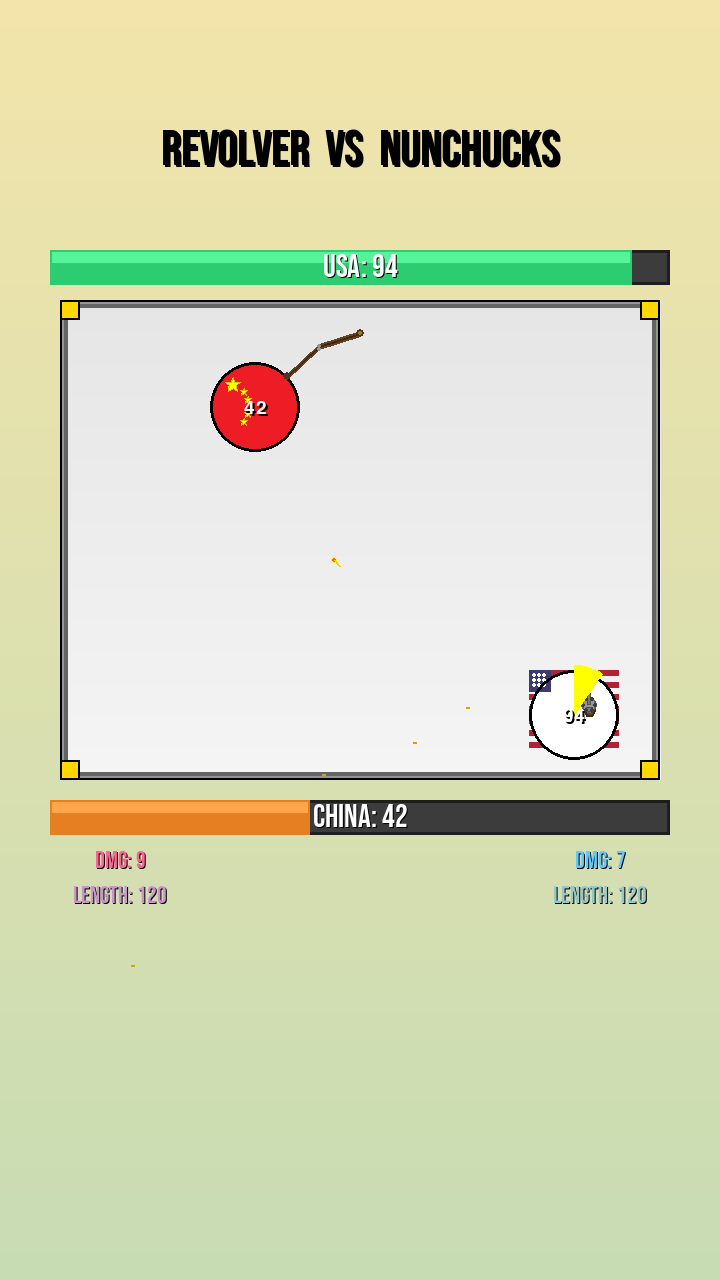 REVOLVER VS NUNCHUCKS
USA: 94
42
94
CHINA: 42
DMG: 9
DMG: 7
LENGTH: 120
LENGTH: 120